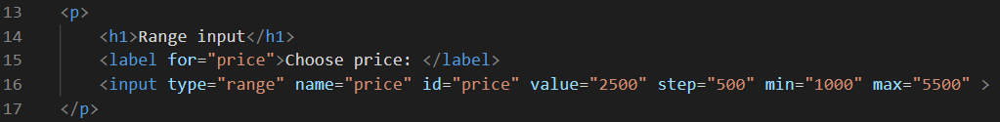 13 <p>
14 <h1>Range input</h1>
15 <label for="price">Choose price: </label>
16 <input type="range" name="price" id="price" value="2500" step="500" min="1000" max="5500" >
17 </p>